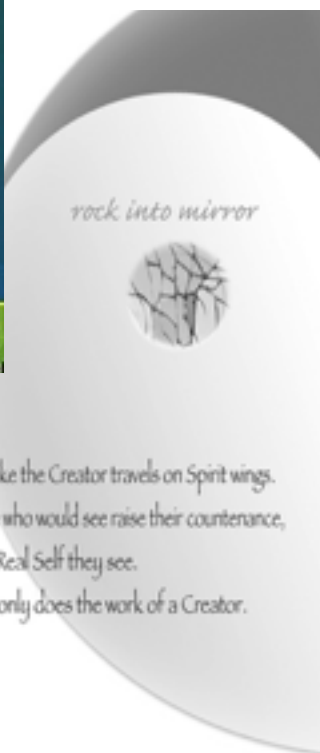 rock into mirror
the Creator travels on Spirit wings.
who would see raise their countenance,
Real Self they see.
only does the work of a Creator.